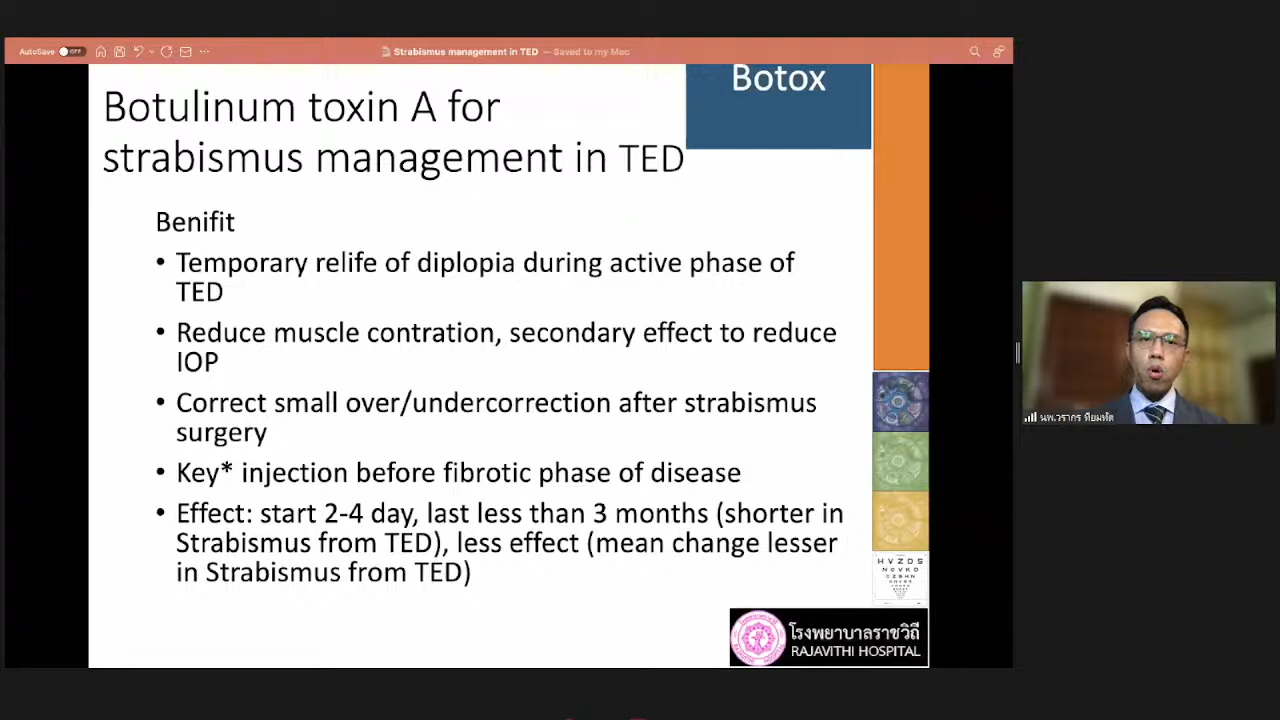 AutoSave OFF
Strabismus management in TED — Saved to my Mac
Botox
Botulinum toxin A for
strabismus management in TED
Benifit
• Temporary relife of diplopia during active phase of
TED
• Reduce muscle contration, secondary effect to reduce
IOP
• Correct small over/undercorrection after strabismus
surgery
• Key* injection before fibrotic phase of disease
• Effect: start 2-4 day, last less than 3 months (shorter in
Strabismus from TED), less effect (mean change lesser
in Strabismus from TED)
H V Z D S
N C V K D
โรงพยาบาลราชวิถี
RAJAVITHI HOSPITAL
นพ.วรากร เทียมทัด